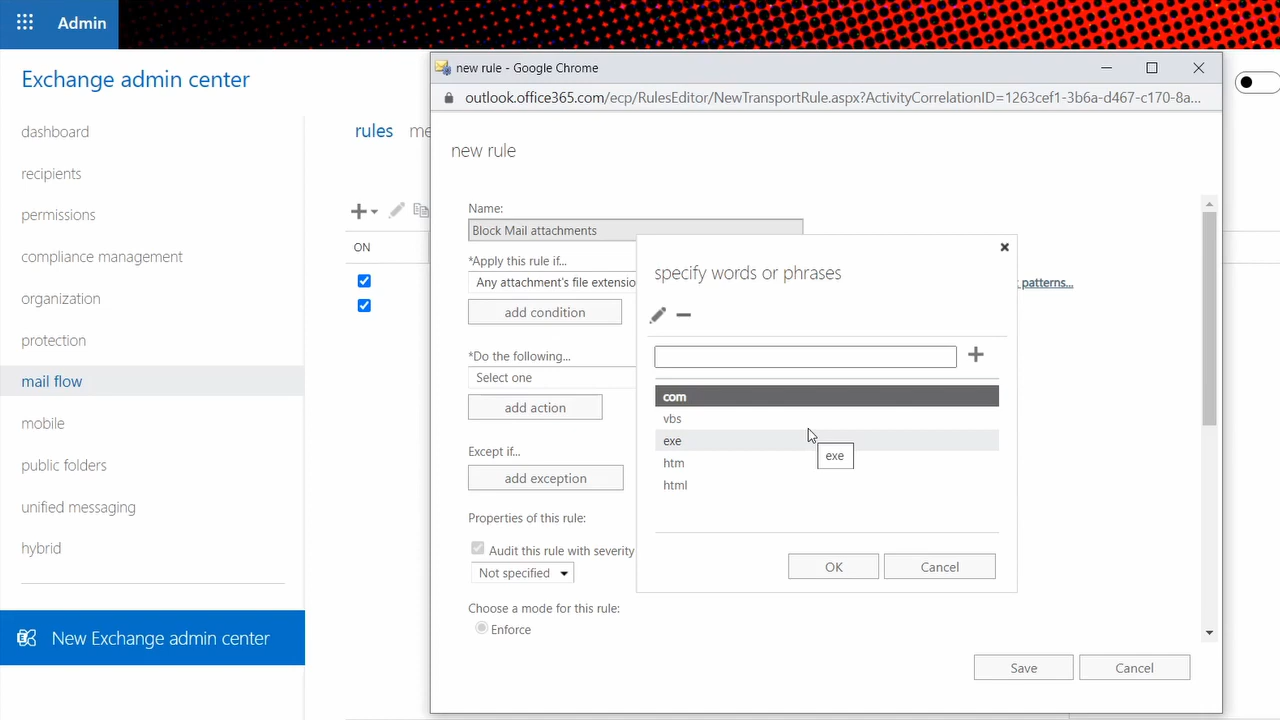 Admin
Exchange admin center
dashboard
recipients
permissions
compliance management
organization
protection
mail flow
mobile
public folders
unified messaging
hybrid
New Exchange admin center
rules
ON
new rule - Google Chrome
outlook.office365.com/ecp/RulesEditor/NewTransportRule.aspx?ActivityCorrelationID=1263cef1-3b6a-d467-c170-8a...
new rule
Name:
Block Mail attachments
*Apply this rule if...
Any attachment's file extensio
patterns...
add condition
*Do the following...
Select one
add action
Except if...
add exception
Properties of this rule:
Audit this rule with severity
Not specified
Choose a mode for this rule:
Enforce
Save
Cancel
specify words or phrases
com
vbs
exe
exe
htm
html
OK
Cancel